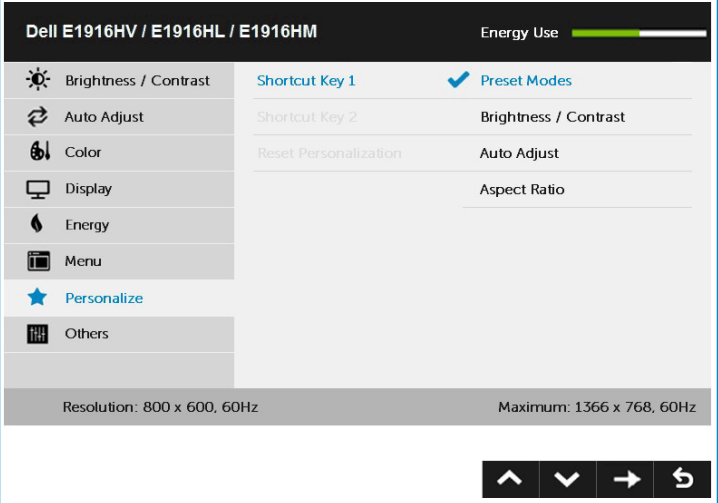 Dell E1916HV / E1916HL / E1916HM
Energy Use
Brightness / Contrast
Shortcut Key 1
Preset Modes
Auto Adjust
Shortcut Key 2
Brightness / Contrast
Color
Reset Personalization
Auto Adjust
Display
Aspect Ratio
Energy
Menu
Personalize
Others
Resolution: 800 x 600, 60Hz
Maximum: 1366 x 768, 60Hz